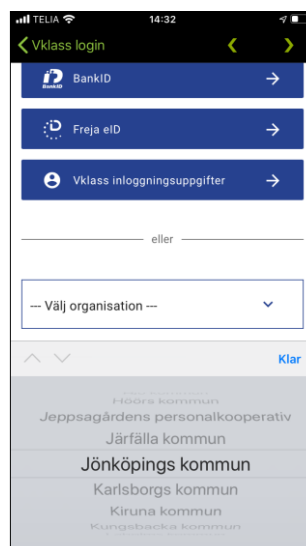 TELIA 14:32
Vklass login
BankID BankID
Freja eID
Vklass inloggningsuppgifter
eller
--- Välj organisation ---
Klar
Höörs kommun
Jeppsagårdens personalkooperativ
Järfälla kommun
Jönköpings kommun
Karlsborgs kommun
Kiruna kommun
Kungsbacka kommun